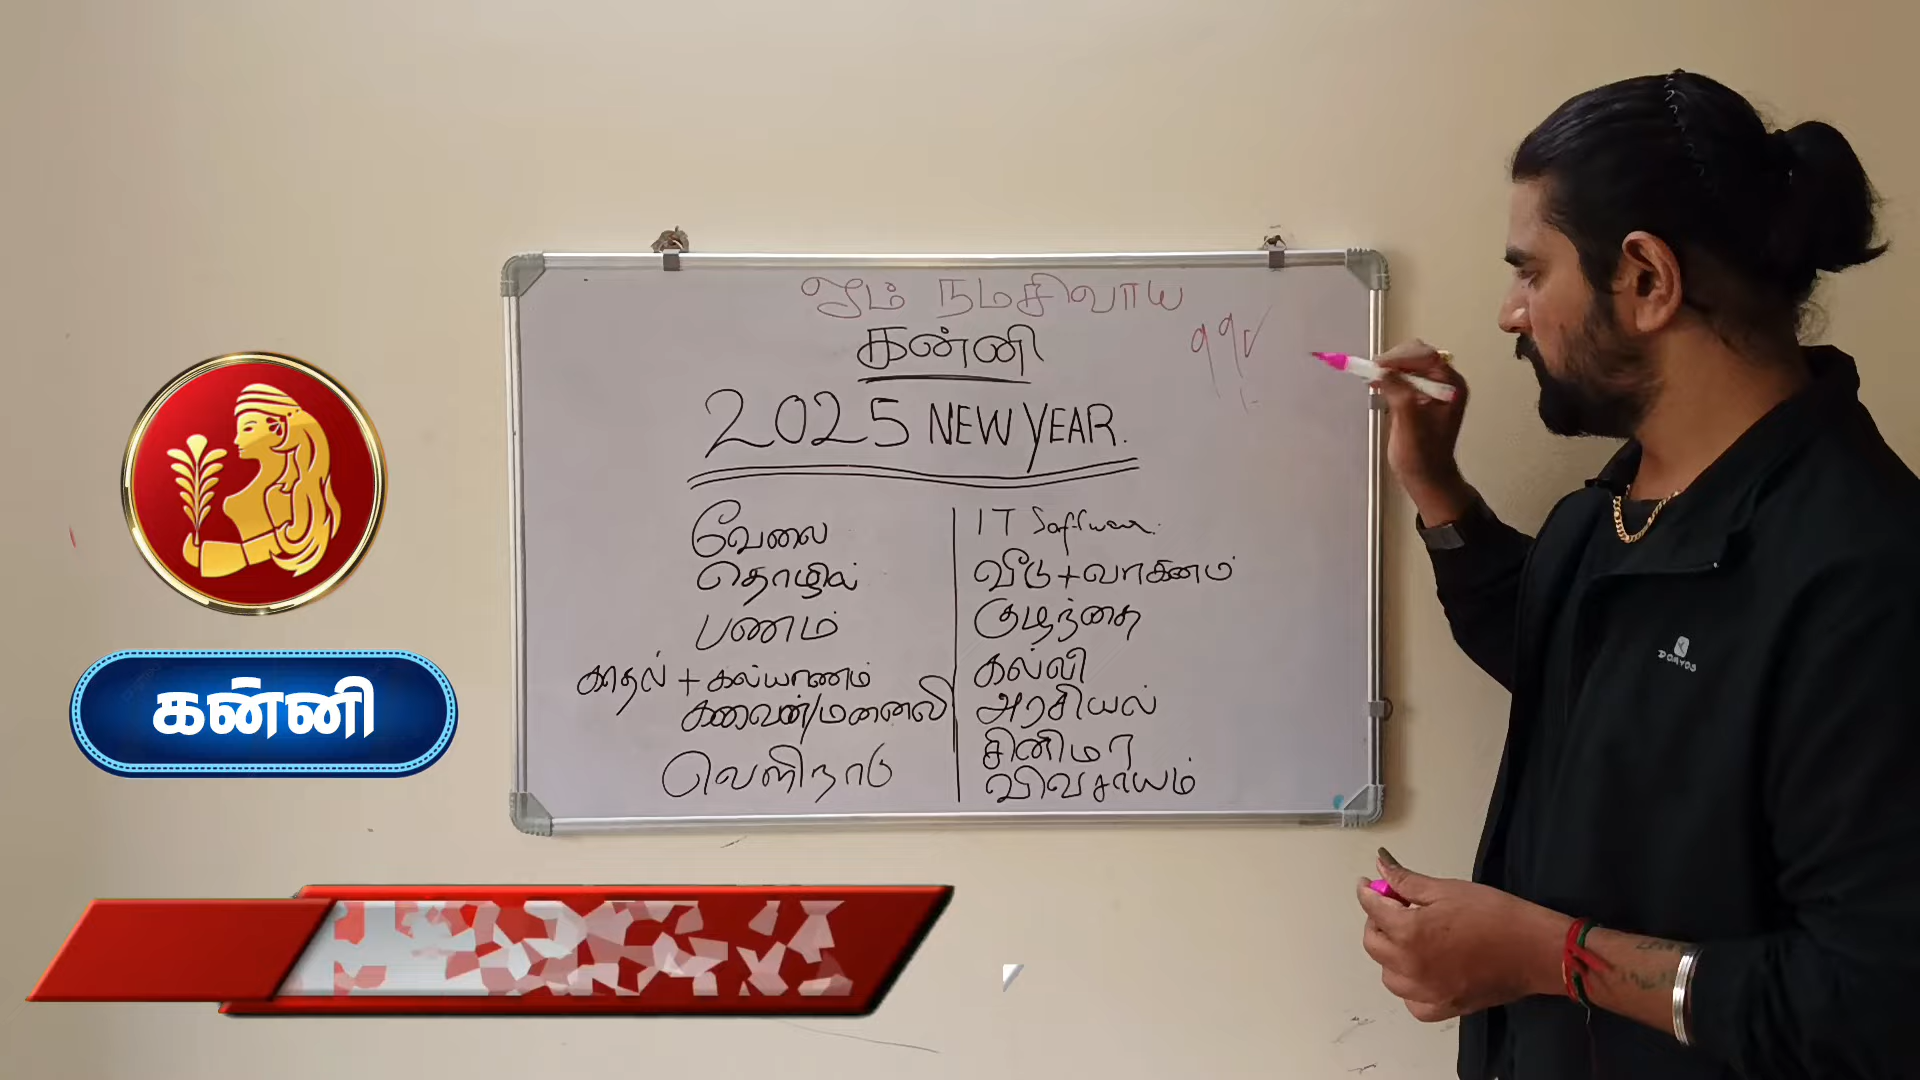 ஓம் நமசிவாய
கன்னி
2025 NEW YEAR.
வேலை
தொழில்
பணம்
காதல் + கல்யாணம்
கணவன்/மனைவி
வெளிநாடு
IT Software.
வீடு + வாகனம்
குழந்தை
கல்வி
அரசியல்
சினிமா
விவசாயம்
கன்னி
DOMYOS